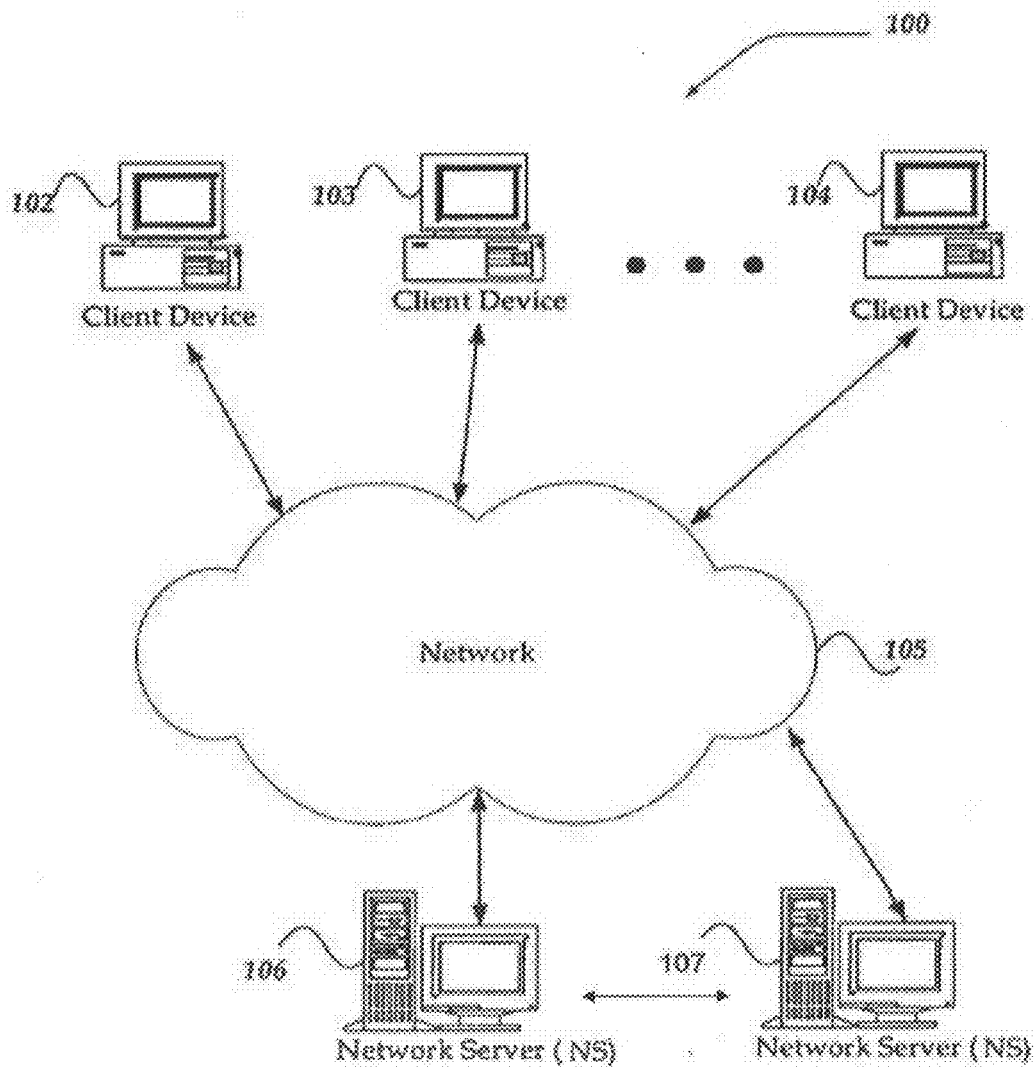 100
102
103
104
Client Device
Client Device
Client Device
Network
105
106
107
Network Server ( NS)
Network Server ( NS)